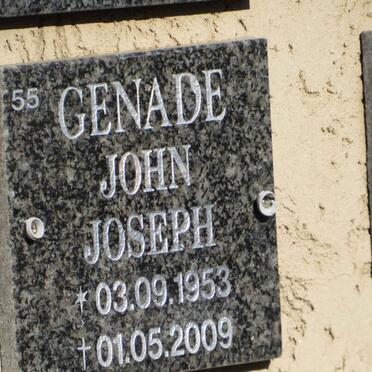 55
GENADE
JOHN
JOSEPH
* 03.09.1953
† 01.05.2009